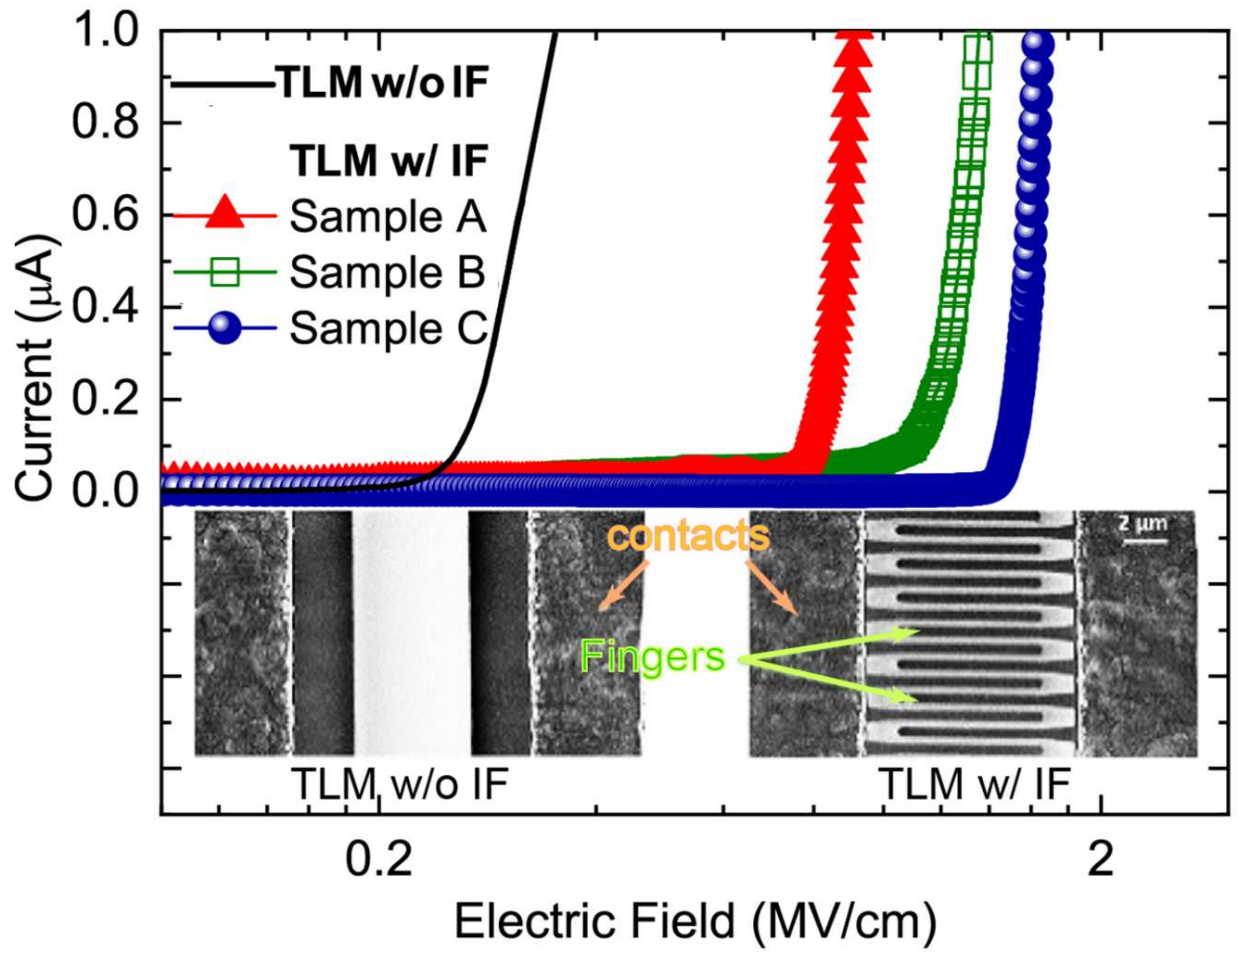 1.0
0.8
0.6
0.4
0.2
0.0
Current (μA)
TLM w/o IF
TLM w/ IF
Sample A
Sample B
Sample C
contacts
Fingers
2 μm
TLM w/o IF
TLM w/ IF
0.2
2
Electric Field (MV/cm)